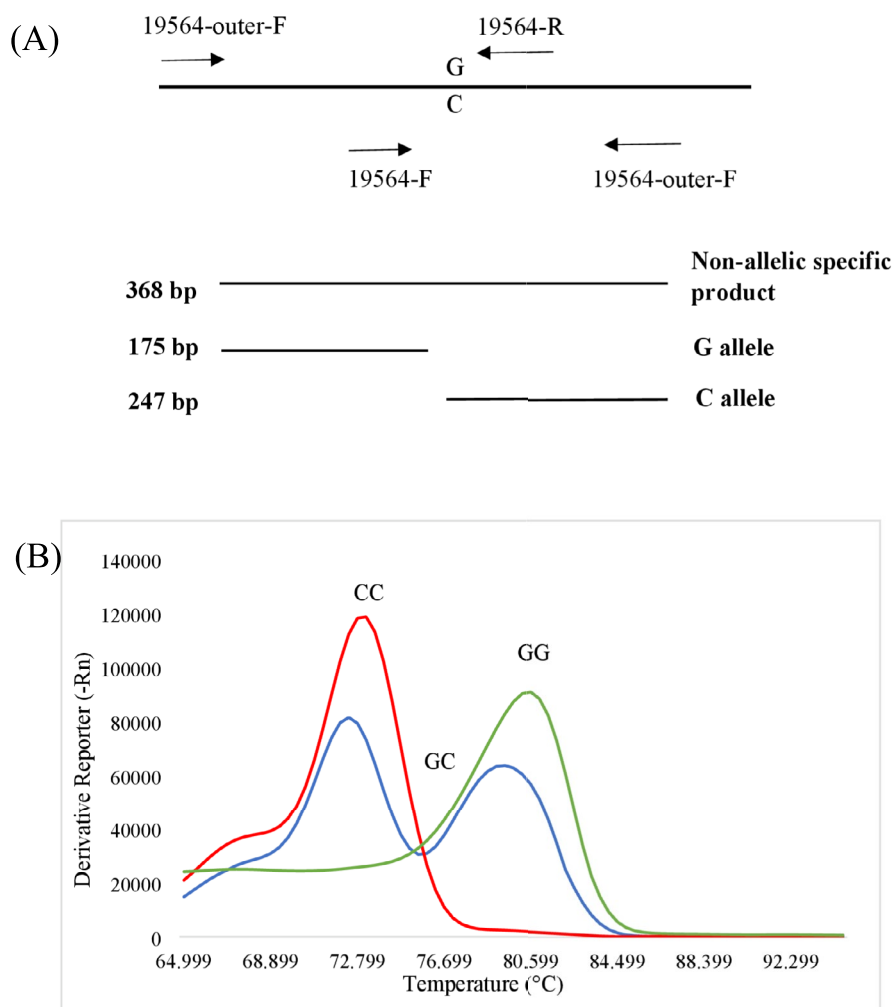 (A)
19564-outer-F
19564-R
G
C
19564-F
19564-outer-F
368 bp
Non-allelic specific
product
175 bp
G allele
247 bp
C allele
(B)
Derivative Reporter (-Rn)
140000
120000
100000
80000
60000
40000
20000
0
CC
GG
GC
64.999 68.899 72.799 76.699 80.599 84.499 88.399 92.299
Temperature (°C)